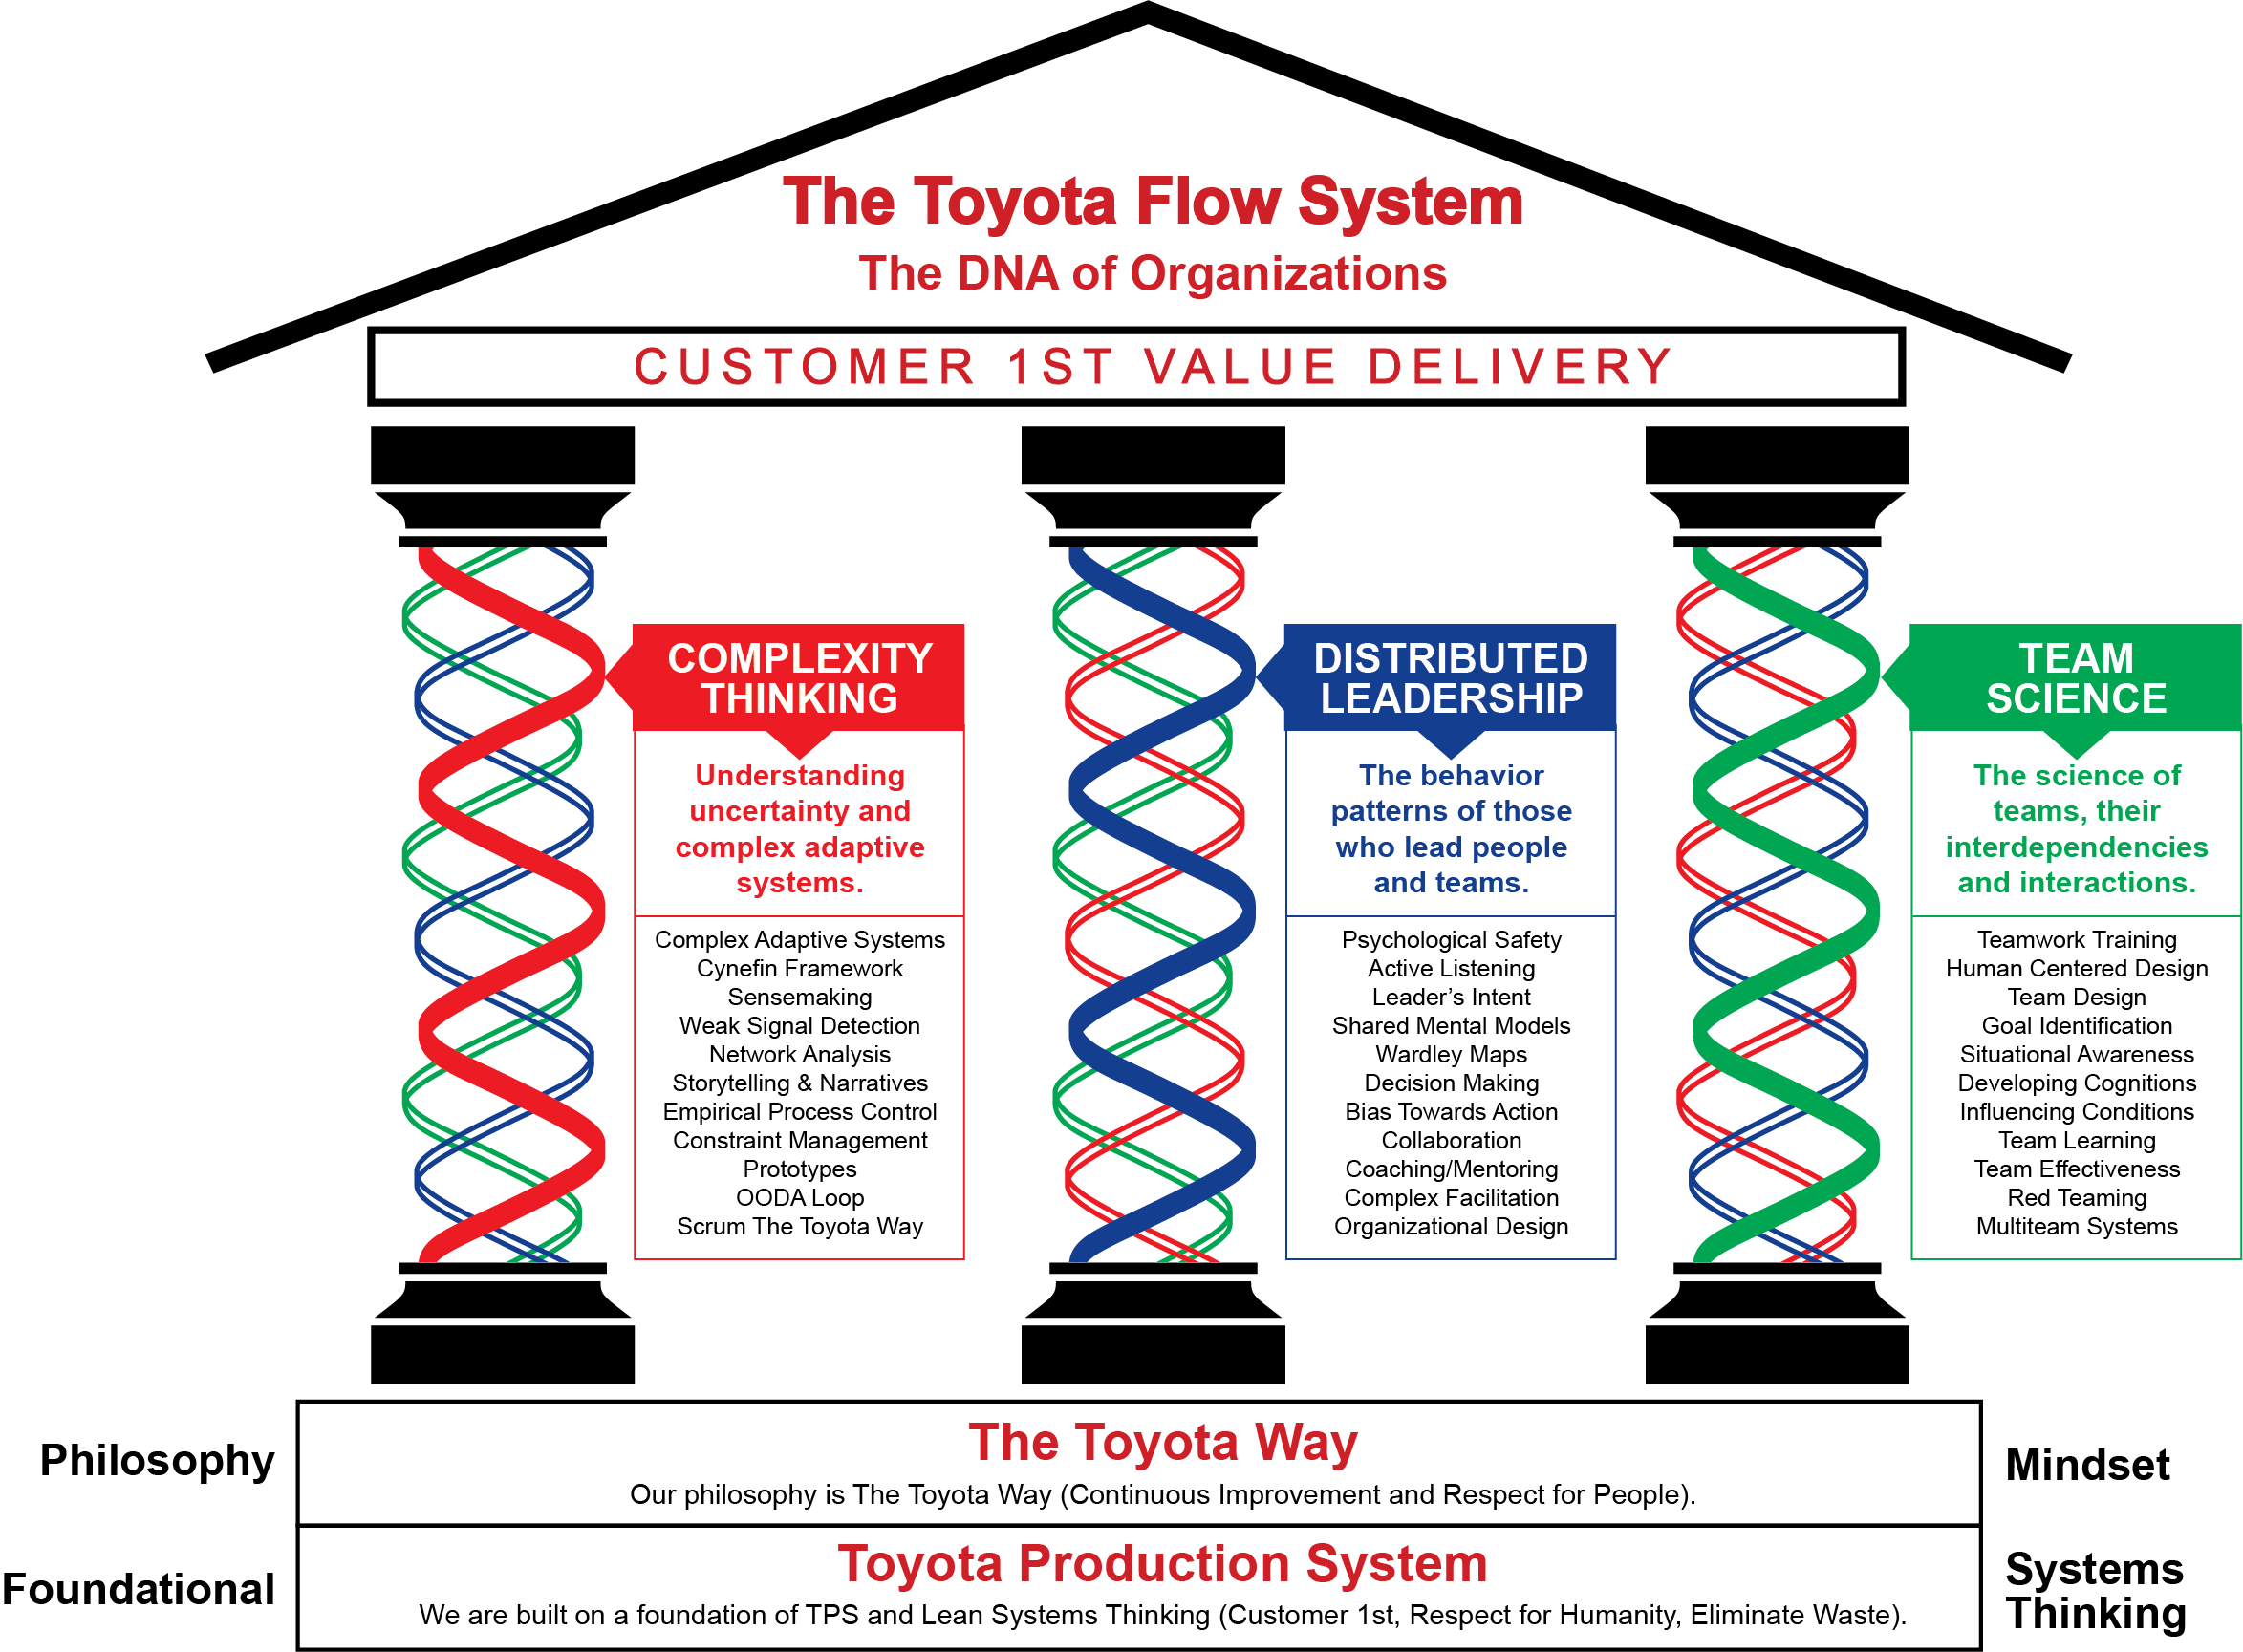 The Toyota Flow System
The DNA of Organizations
CUSTOMER 1ST VALUE DELIVERY
COMPLEXITY
THINKING
Understanding
uncertainty and
complex adaptive
systems.
Complex Adaptive Systems
Cynefin Framework
Sensemaking
Weak Signal Detection
Network Analysis
Storytelling & Narratives
Empirical Process Control
Constraint Management
Prototypes
OODA Loop
Scrum The Toyota Way
DISTRIBUTED
LEADERSHIP
The behavior
patterns of those
who lead people
and teams.
Psychological Safety
Active Listening
Leader’s Intent
Shared Mental Models
Wardley Maps
Decision Making
Bias Towards Action
Collaboration
Coaching/Mentoring
Complex Facilitation
Organizational Design
TEAM
SCIENCE
The science of
teams, their
interdependencies
and interactions.
Teamwork Training
Human Centered Design
Team Design
Goal Identification
Situational Awareness
Developing Cognitions
Influencing Conditions
Team Learning
Team Effectiveness
Red Teaming
Multiteam Systems
Philosophy
The Toyota Way
Our philosophy is The Toyota Way (Continuous Improvement and Respect for People).
Mindset
Foundational
Toyota Production System
We are built on a foundation of TPS and Lean Systems Thinking (Customer 1st, Respect for Humanity, Eliminate Waste).
Systems
Thinking